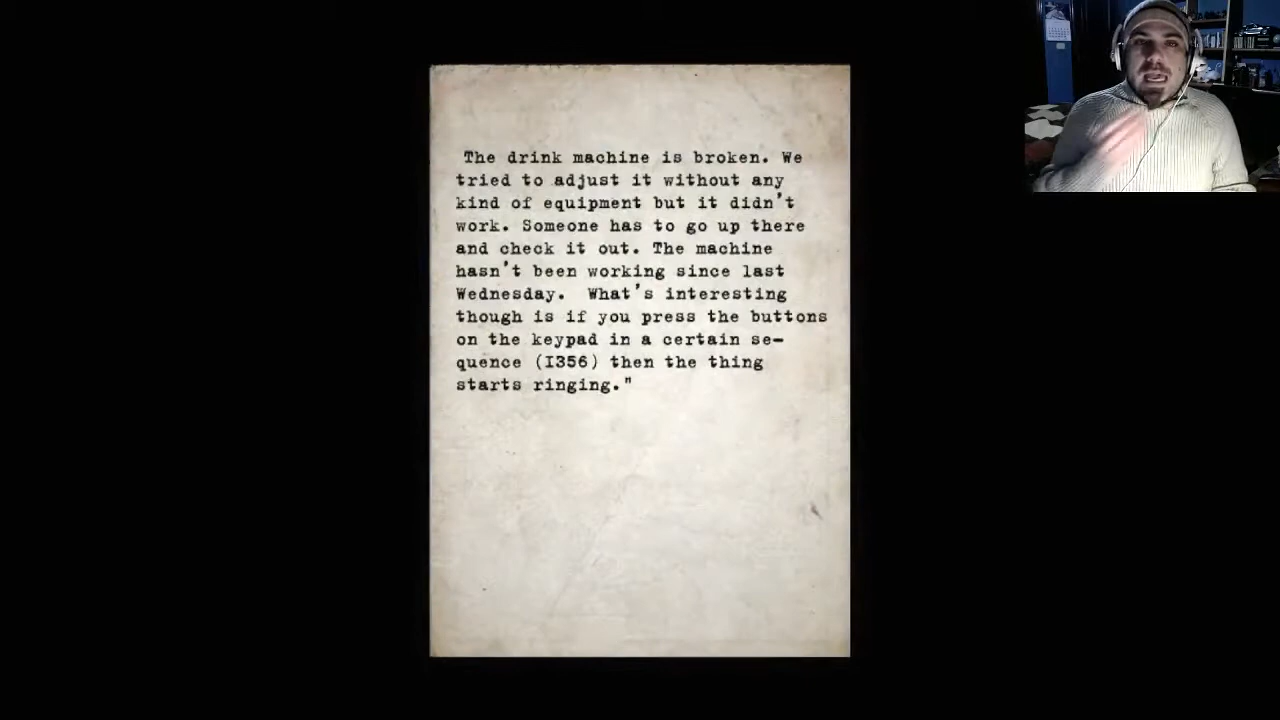 The drink machine is broken. We
tried to adjust it without any
kind of equipment but it didn't
work. Someone has to go up there
and check it out. The machine
hasn't been working since last
Wednesday.  What's interesting
though is if you press the buttons
on the keypad in a certain se-
quence (I356) then the thing
starts ringing."